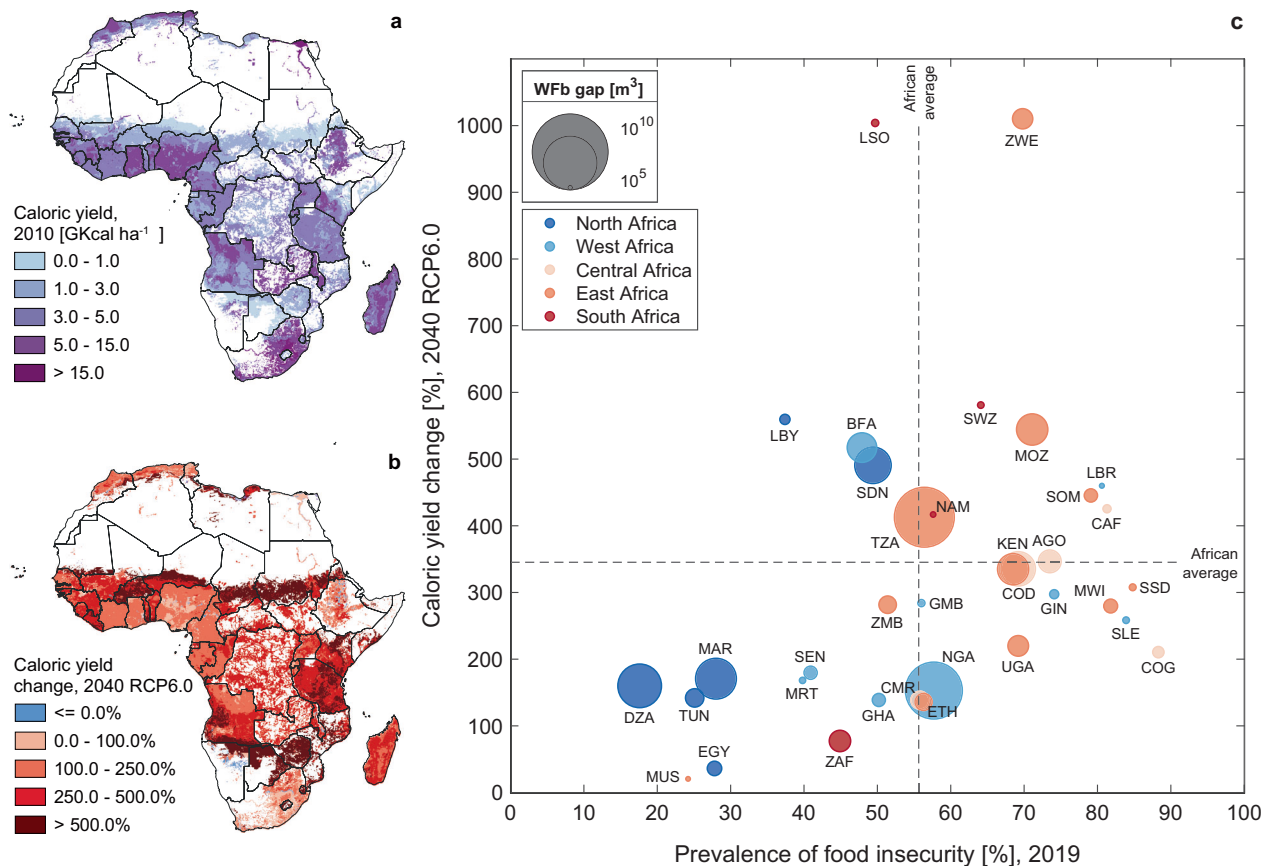 a
Caloric yield,
2010 [GKcal ha⁻¹ ]
0.0 - 1.0
1.0 - 3.0
3.0 - 5.0
5.0 - 15.0
> 15.0
b
Caloric yield
change, 2040 RCP6.0
<= 0.0%
0.0 - 100.0%
100.0 - 250.0%
250.0 - 500.0%
> 500.0%
c
Caloric yield change [%], 2040 RCP6.0
1000
900
800
700
600
500
400
300
200
100
0
WFb gap [m³]
10¹⁰
10⁵
North Africa
West Africa
Central Africa
East Africa
South Africa
African
average
LSO
ZWE
LBY
BFA
SDN
SWZ
MOZ
LBR
SOM
CAF
NAM
TZA
KEN
AGO
COD
African
average
GMB
ZMB
GIN
MWI
SSD
SLE
UGA
COG
MAR
DZA
TUN
SEN
MRT
NGA
CMR
GHA
ETH
EGY
MUS
ZAF
0
10
20
30
40
50
60
70
80
90
100
Prevalence of food insecurity [%], 2019